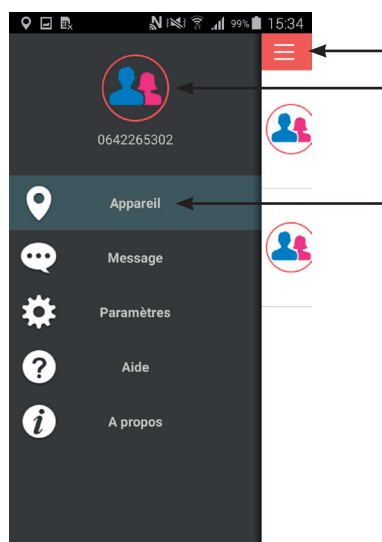 99% 15:34
0642265302
Appareil
Message
Paramètres
Aide
A propos